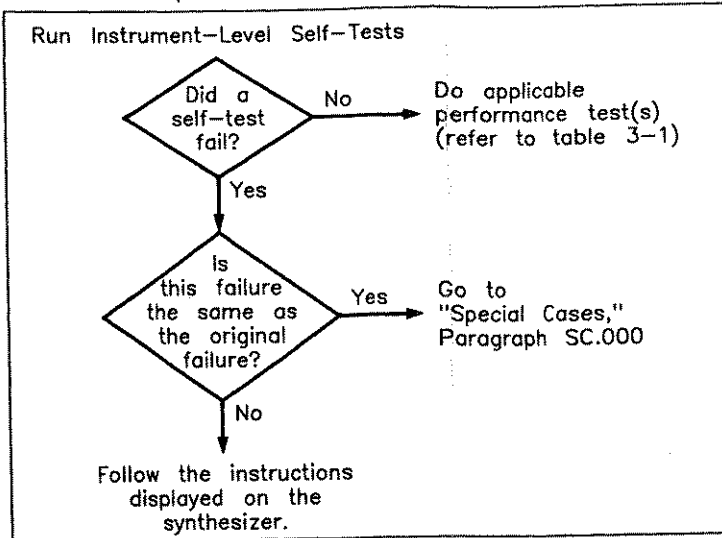 Run Instrument-Level Self-Tests
Did a
self-test
fail?
No
Do applicable
performance test(s)
(refer to table 3-1)
Yes
Is
this failure
the same as
the original
failure?
Yes
Go to
"Special Cases,"
Paragraph SC.000
No
Follow the instructions
displayed on the
synthesizer.